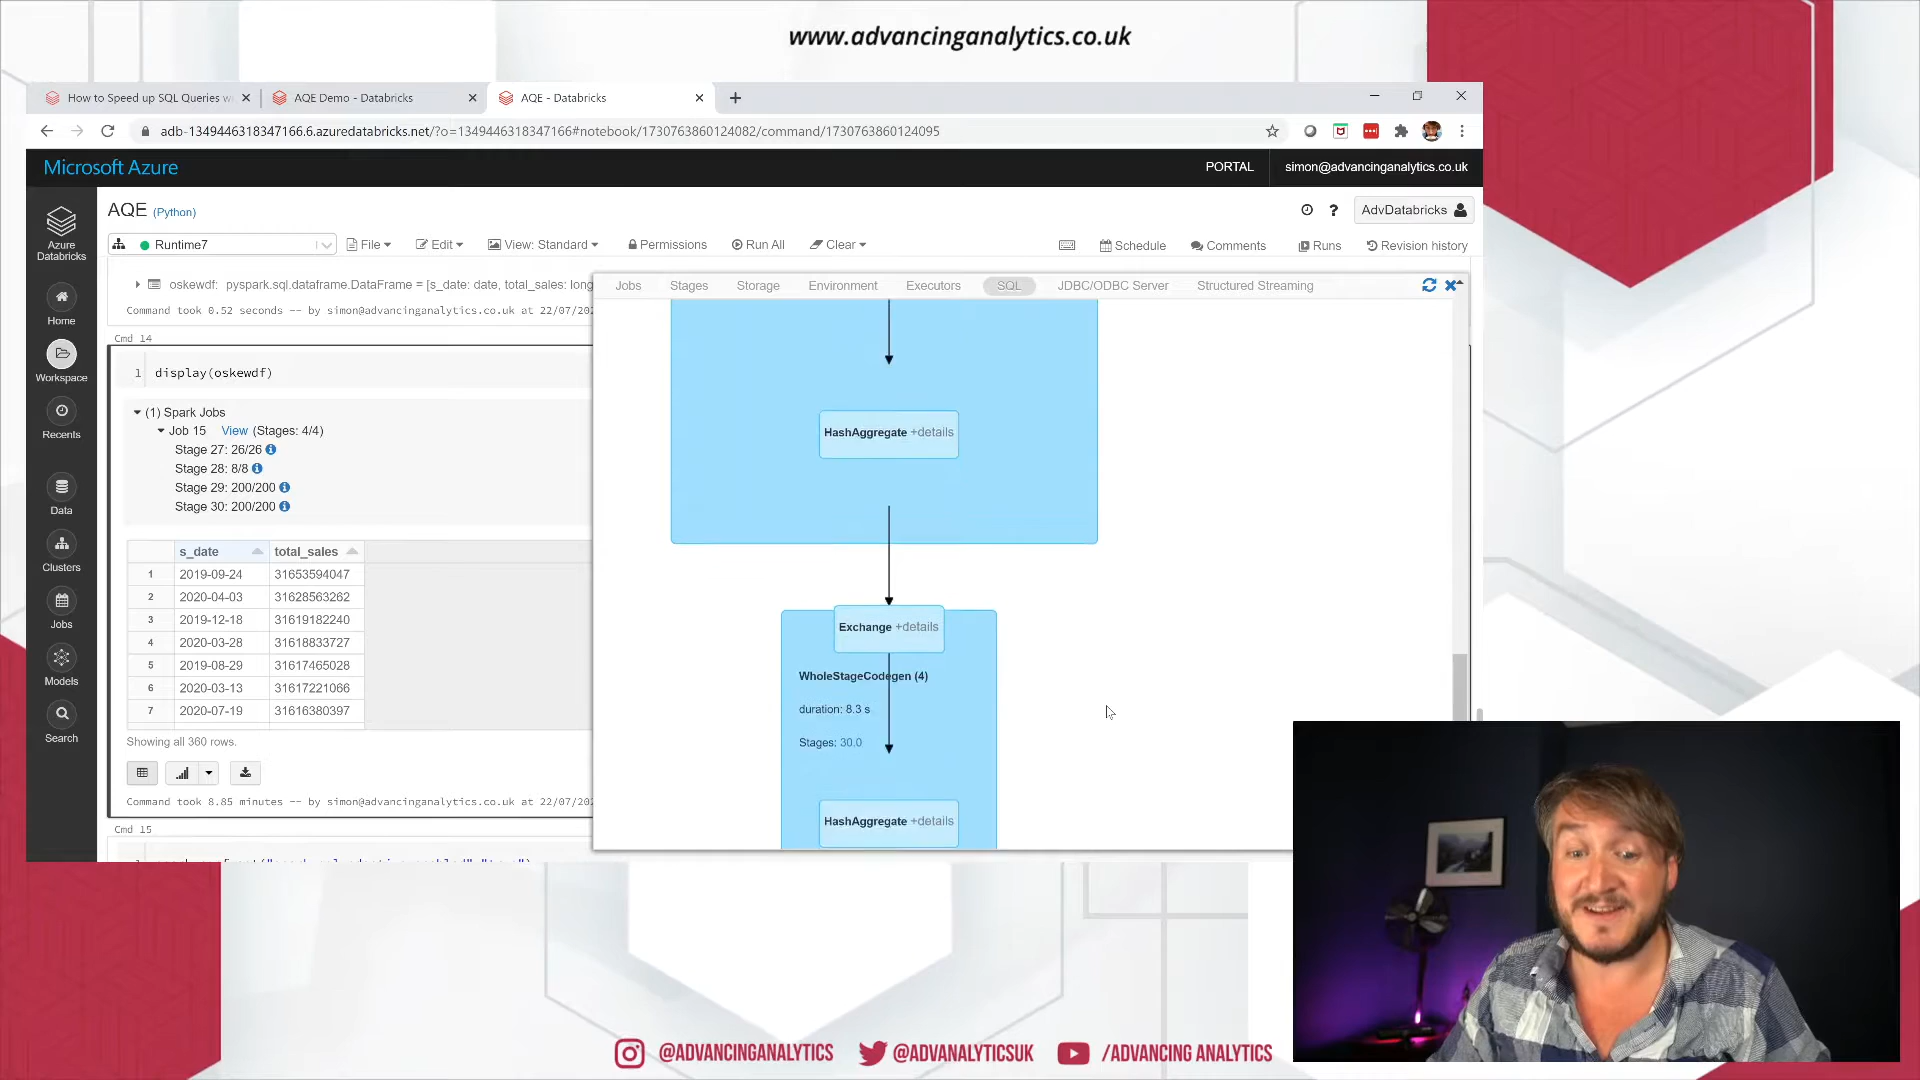 www.advancinganalytics.co.uk
How to Speed up SQL Queries w
AQE Demo - Databricks
AQE - Databricks
adb-1349446318347166.6.azuredatabricks.net/?o=1349446318347166#notebook/1730763860124082/command/1730763860124095
Microsoft Azure
PORTAL
simon@advancinganalytics.co.uk
AQE (Python)
AdvDatabricks
Runtime7
File
Edit
View: Standard
Permissions
Run All
Clear
Schedule
Comments
Runs
Revision history
Azure Databricks
Home
Workspace
Recents
Data
Clusters
Jobs
Models
Search
oskewdf: pyspark.sql.dataframe.DataFrame = [s_date: date, total_sales: long
Command took 0.52 seconds -- by simon@advancinganalytics.co.uk at 22/07/202
Cmd 14
1 display(oskewdf)
(1) Spark Jobs
Job 15 View (Stages: 4/4)
Stage 27: 26/26
Stage 28: 8/8
Stage 29: 200/200
Stage 30: 200/200
s_date total_sales
1 2019-09-24 31653594047
2 2020-04-03 31628563262
3 2019-12-18 31619182240
4 2020-03-28 31618833727
5 2019-08-29 31617465028
6 2020-03-13 31617221066
7 2020-07-19 31616380397
Showing all 360 rows.
Command took 8.85 minutes -- by simon@advancinganalytics.co.uk at 22/07/202
Cmd 15
Jobs
Stages
Storage
Environment
Executors
SQL
JDBC/ODBC Server
Structured Streaming
HashAggregate +details
Exchange +details
WholeStageCodegen (4)
duration: 8.3 s
Stages: 30.0
HashAggregate +details
@ADVANCINGANALYTICS
@ADVANALYTICSUK
/ADVANCING ANALYTICS